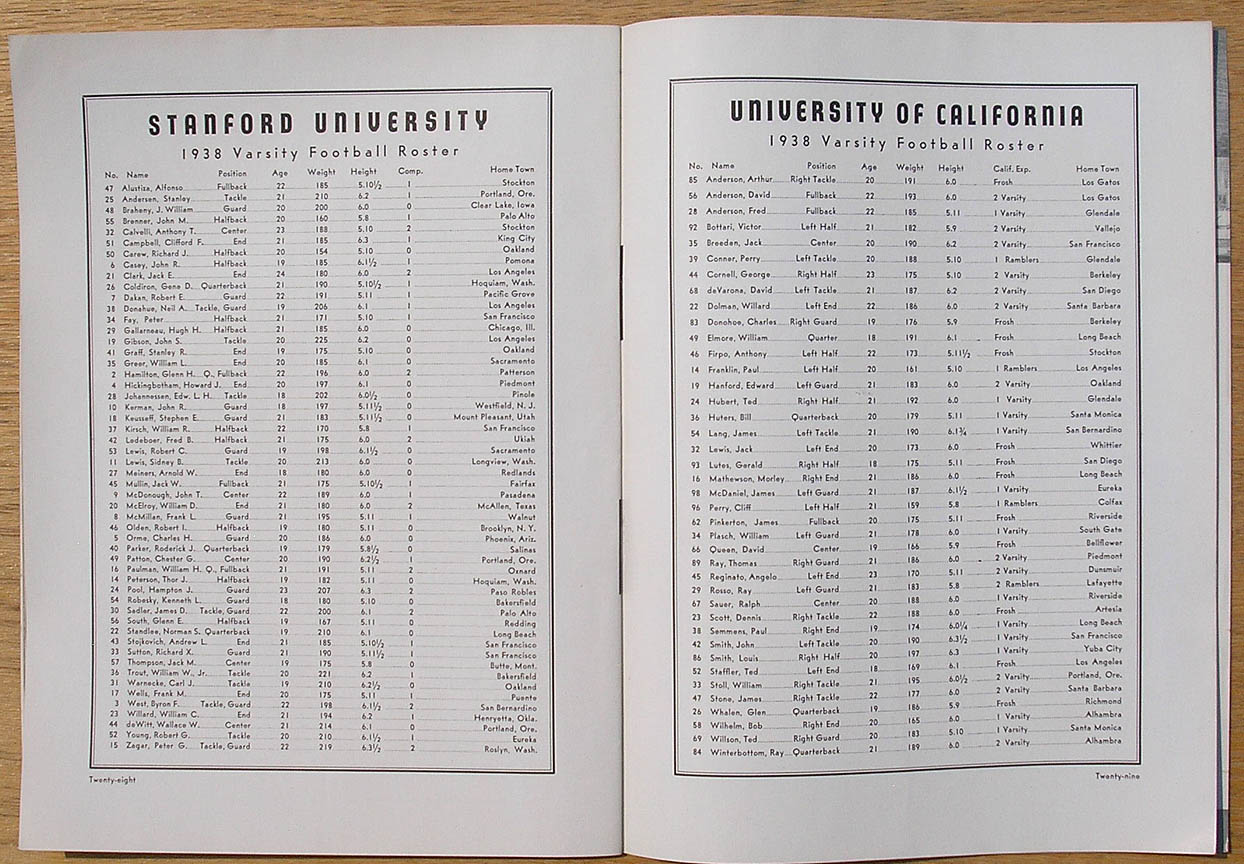 STANFORD UNIVERSITY
1938 Varsity Football Roster
No. Name Position Age Weight Height Comp. Home Town
47 Alustiza, Alfonso Fullback 22 185 5.10½ 1 Stockton
25 Andersen, Stanley Tackle 21 210 6.2 1 Portland, Ore.
48 Braheny, J. William Guard 20 200 6.0 0 Clear Lake, Iowa
55 Brenner, John M. Halfback 20 160 5.8 1 Palo Alto
32 Calvelli, Anthony T. Center 23 188 5.10 2 Stockton
51 Campbell, Clifford F. End 21 185 6.3 1 King City
50 Carew, Richard J. Halfback 20 154 5.10 0 Oakland
6 Casey, John R. Halfback 19 185 6.1½ 1 Pomona
21 Clark, Jack E. End 24 180 6.0 2 Los Angeles
26 Coldiron, Gene D. Quarterback 21 190 5.10½ 1 Hoquiam, Wash.
7 Dakan, Robert E. Guard 22 191 5.11 1 Pacific Grove
38 Donahue, Neil A. Tackle, Guard 19 206 6.1 1 Los Angeles
34 Fay, Peter Halfback 21 171 5.10 1 San Francisco
29 Gallarneau, Hugh H. Halfback 21 185 6.0 0 Chicago, Ill.
19 Gibson, John S. Tackle 20 225 6.2 0 Los Angeles
41 Graff, Stanley R. End 19 175 5.10 0 Oakland
35 Greer, William L. End 20 185 6.1 0 Sacramento
2 Hamilton, Glenn H. Q., Fullback 22 196 6.0 2 Patterson
4 Hickingbotham, Howard J. End 20 197 6.1 0 Piedmont
28 Johannessen, Edw. L. H. Tackle 18 202 6.0½ 0 Pinole
10 Kerman, John R. Guard 18 197 5.11½ 0 Westfield, N. J.
18 Keusseff, Stephen E. Guard 21 183 5.11½ 0 Mount Pleasant, Utah
37 Kirsch, William R. Halfback 22 170 5.8 1 San Francisco
42 Ledeboer, Fred B. Halfback 21 175 6.0 2 Ukiah
53 Lewis, Robert C. Guard 19 198 6.1½ 0 Sacramento
11 Lewis, Sidney B. Tackle 20 213 6.0 0 Longview, Wash.
27 Meiners, Arnold W. End 18 180 6.0 0 Redlands
45 Mullin, Jack W. Fullback 21 175 5.10½ 1 Fairfax
9 McDonough, John T. Center 22 189 6.0 1 Pasadena
20 McElroy, William D. End 21 180 6.0 2 McAllen, Texas
8 McMillan, Frank L. Guard 21 195 5.11 1 Walnut
46 Olden, Robert I. Halfback 19 180 5.11 0 Brooklyn, N. Y.
5 Orme, Charles H. Guard 20 186 6.0 0 Phoenix, Ariz.
40 Parker, Roderick J. Quarterback 19 179 5.8½ 0 Salinas
49 Patton, Chester G. Center 20 190 6.2½ 1 Portland, Ore.
16 Paulman, William H. Q., Fullback 22 191 5.11 2 Oxnard
14 Peterson, Thor J. Halfback 19 182 5.11 0 Hoquiam, Wash.
24 Pool, Hampton J. Guard 23 207 6.3 2 Paso Robles
54 Robesky, Kenneth L. Guard 18 180 5.10 0 Bakersfield
30 Sadler, James D. Tackle, Guard 22 200 6.1 2 Palo Alto
56 South, Glenn E. Halfback 19 167 5.11 0 Redding
22 Standlee, Norman S. Quarterback 19 210 6.1 0 Long Beach
43 Stojkovich, Andrew L. End 21 185 5.10½ 1 San Francisco
33 Sutton, Richard X. Guard 21 190 5.11½ 1 San Francisco
57 Thompson, Jack M. Center 19 175 5.8 0 Butte, Mont.
36 Trout, William W., Jr. Tackle 20 221 6.2 1 Bakersfield
31 Warnecke, Carl J. Tackle 19 210 6.2½ 0 Oakland
17 Wells, Frank M. End 20 175 5.11 1 Puente
3 West, Byron F. Tackle, Guard 22 198 6.1½ 2 San Bernardino
23 Willard, William C. End 21 194 6.2 1 Henryetta, Okla.
44 deWitt, Wallace W. Center 21 214 6.1 0 Portland, Ore.
52 Young, Robert G. Tackle 20 210 6.1½ 1 Eureka
15 Zagar, Peter G. Tackle, Guard 22 219 6.3½ 2 Roslyn, Wash.
Twenty-eight
UNIVERSITY OF CALIFORNIA
1938 Varsity Football Roster
No. Name Position Age Weight Height Calif. Exp. Home Town
85 Anderson, Arthur Right Tackle 20 191 6.0 Frosh Los Gatos
56 Anderson, David Fullback 22 193 6.0 2 Varsity Los Gatos
28 Anderson, Fred Fullback 22 185 5.11 1 Varsity Glendale
92 Bottari, Victor Left Half 21 182 5.9 2 Varsity Vallejo
35 Breeden, Jack Center 20 190 6.2 2 Varsity San Francisco
39 Conner, Perry Left Tackle 20 188 5.10 1 Ramblers Glendale
44 Cornell, George Right Half 23 175 5.10 2 Varsity Berkeley
68 deVarona, David Left Tackle 21 187 6.2 2 Varsity San Diego
22 Dolman, Willard Left End 22 186 6.0 2 Varsity Santa Barbara
83 Donohoe, Charles Right Guard 19 176 5.9 Frosh Berkeley
49 Elmore, William Quarter 18 191 6.1 Frosh Long Beach
46 Firpo, Anthony Left Half 22 173 5.11½ Frosh Stockton
14 Franklin, Paul Left Half 20 161 5.10 1 Ramblers Los Angeles
19 Hanford, Edward Left Guard 21 183 6.0 2 Varsity Oakland
24 Hubert, Ted Right Half 21 192 6.0 1 Varsity Glendale
36 Huters, Bill Quarterback 20 179 5.11 1 Varsity Santa Monica
54 Lang, James Left Tackle 21 190 6.1¾ 1 Varsity San Bernardino
32 Lewis, Jack Left End 20 173 6.0 Frosh Whittier
93 Lutes, Gerald Right Half 18 175 5.11 Frosh San Diego
16 Mathewson, Morley Right End 21 186 6.0 Frosh Long Beach
98 McDaniel, James Left Guard 21 187 6.1½ 1 Varsity Eureka
96 Perry, Cliff Left Half 21 159 5.8 1 Ramblers Colfax
62 Pinkerton, James Fullback 20 175 5.11 Frosh Riverside
34 Plasch, William Left Guard 21 178 6.0 1 Varsity South Gate
66 Queen, David Center 19 166 5.9 Frosh Bellflower
89 Ray, Thomas Right Guard 21 186 6.0 2 Varsity Piedmont
45 Reginato, Angelo Left End 23 170 5.11 2 Varsity Dunsmuir
29 Rosso, Ray Left Guard 21 183 5.8 2 Ramblers Lafayette
67 Sauer, Ralph Center 20 188 6.0 1 Varsity Riverside
23 Scott, Dennis Right Tackle 22 188 6.0 Frosh Artesia
38 Semmens, Paul Right End 19 174 6.0¼ 1 Varsity Long Beach
42 Smith, John Left Tackle 20 190 6.3½ 1 Varsity San Francisco
86 Smith, Louis Right Half 20 197 6.3 1 Varsity Yuba City
52 Staffler, Ted Left End 18 169 6.1 Frosh Los Angeles
33 Stoll, William Right Tackle 21 195 6.0½ 2 Varsity Portland, Ore.
47 Stone, James Right Tackle 22 177 6.0 2 Varsity Santa Barbara
26 Whalen, Glen Quarterback 19 186 5.9 Frosh Richmond
58 Wilhelm, Bob Right End 20 165 6.0 1 Varsity Alhambra
69 Willson, Ted Right Guard 20 183 5.10 1 Varsity Santa Monica
84 Winterbottom, Ray Quarterback 21 189 6.0 2 Varsity Alhambra
Twenty-nine